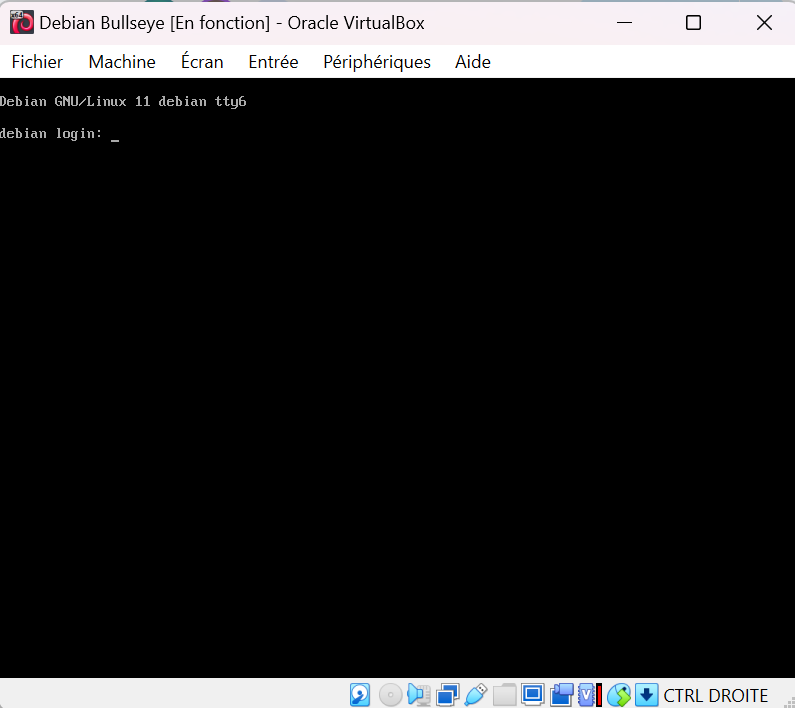 Debian Bullseye [En fonction] - Oracle VirtualBox
Fichier Machine Écran Entrée Périphériques Aide
Debian GNU/Linux 11 debian tty6
debian login: _
CTRL DROITE